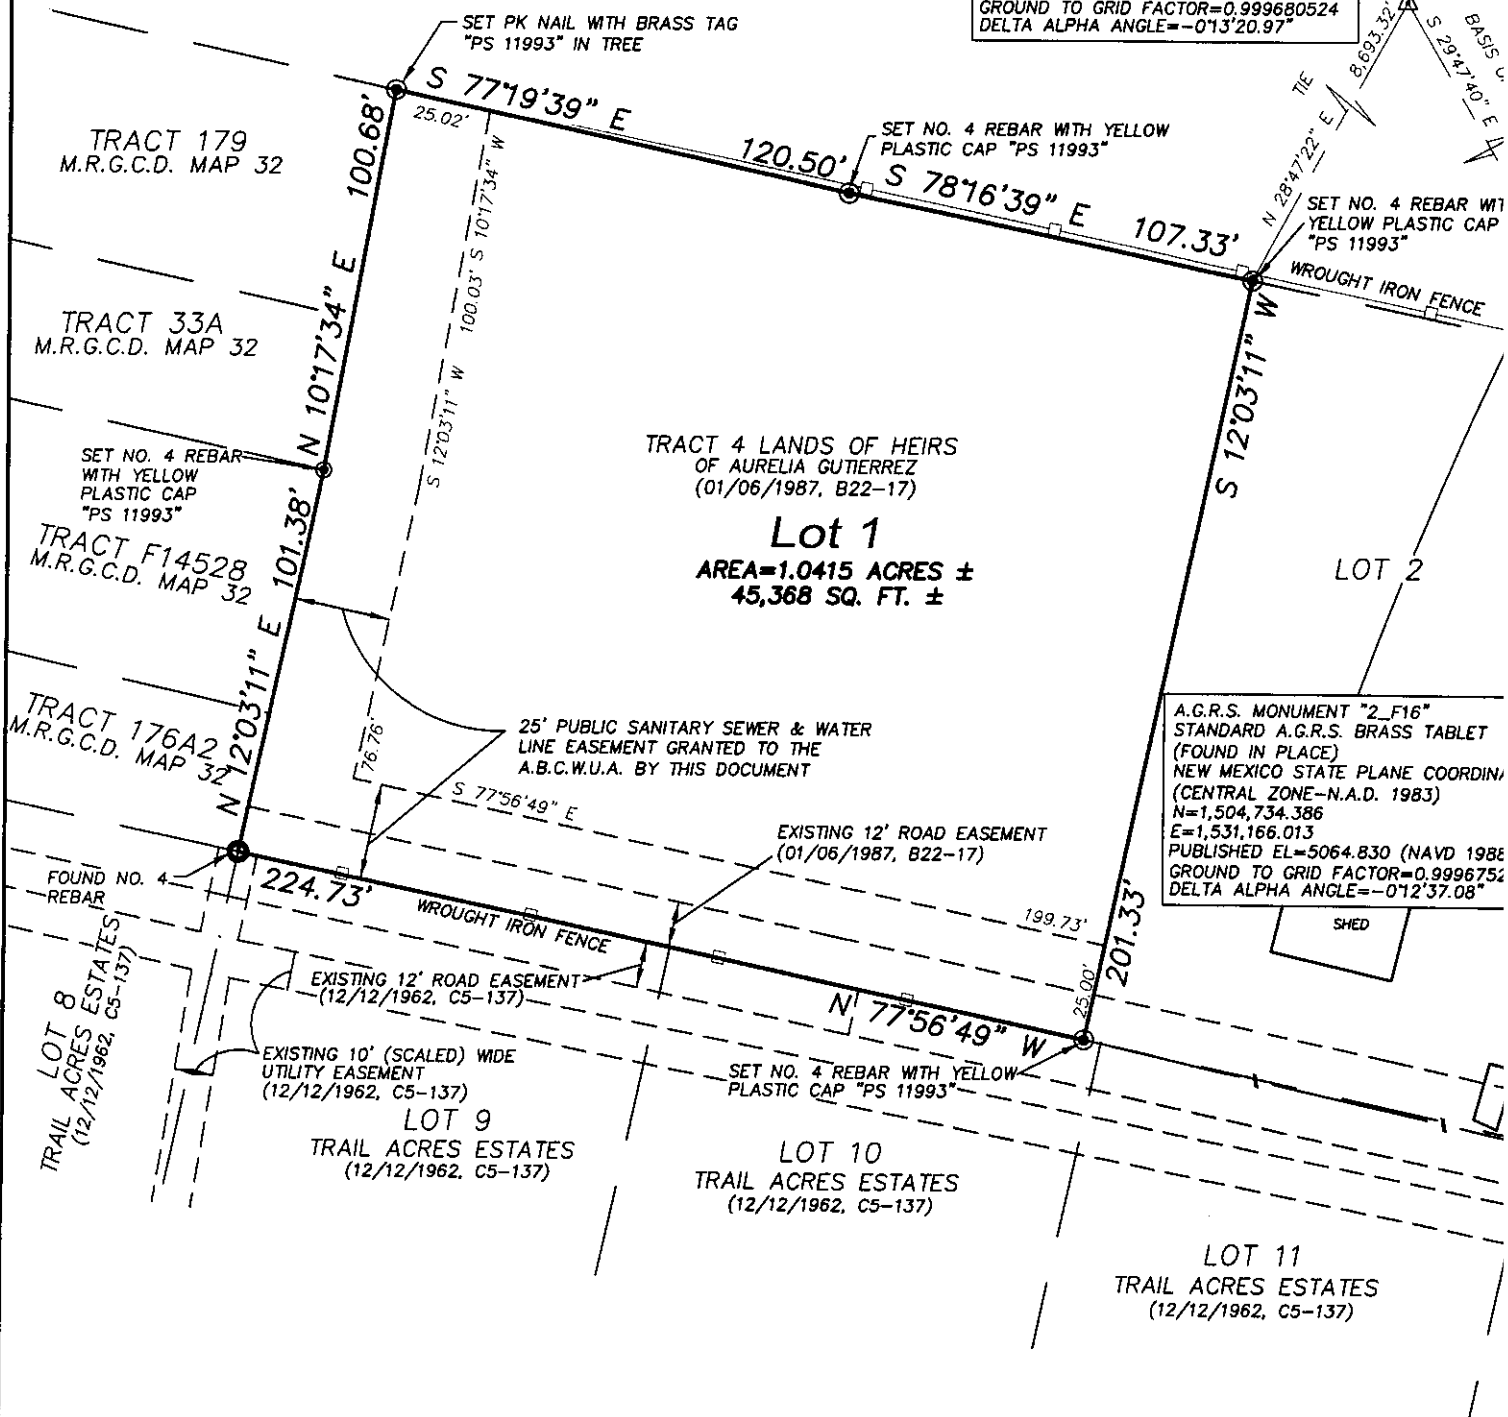 GROUND TO GRID FACTOR=0.999680524
DELTA ALPHA ANGLE=-0°13'20.97"
SET PK NAIL WITH BRASS TAG
"PS 11993" IN TREE
S 77°19'39" E
120.50'
25.02'
SET NO. 4 REBAR WITH YELLOW
PLASTIC CAP "PS 11993"
S 78°16'39" E
107.33'
TIE
8,693.32'
N 28°47'22" E
S 29°47'40" E
BASIS
SET NO. 4 REBAR WIT
YELLOW PLASTIC CAP
"PS 11993"
WROUGHT IRON FENCE
TRACT 179
M.R.G.C.D. MAP 32
100.68'
N 10°17'34" E
S 10°17'34" W
100.03'
S 12°03'11" W
TRACT 33A
M.R.G.C.D. MAP 32
SET NO. 4 REBAR
WITH YELLOW
PLASTIC CAP
"PS 11993"
TRACT F14528
M.R.G.C.D. MAP 32
101.38'
N 12°03'11" E
TRACT 176A2
M.R.G.C.D. MAP 32
TRACT 4 LANDS OF HEIRS
OF AURELIA GUTIERREZ
(01/06/1987, B22-17)
Lot 1
AREA=1.0415 ACRES ±
45,368 SQ. FT. ±
S 12°03'11" W
201.33'
LOT 2
A.G.R.S. MONUMENT "2_F16"
STANDARD A.G.R.S. BRASS TABLET
(FOUND IN PLACE)
NEW MEXICO STATE PLANE COORDINA
(CENTRAL ZONE-N.A.D. 1983)
N=1,504,734.386
E=1,531,166.013
PUBLISHED EL=5064.830 (NAVD 1988
GROUND TO GRID FACTOR=0.9996752
DELTA ALPHA ANGLE=-0°12'37.08"
SHED
25' PUBLIC SANITARY SEWER & WATER
LINE EASEMENT GRANTED TO THE
A.B.C.W.U.A. BY THIS DOCUMENT
76.76'
S 77°56'49" E
199.73'
25.00'
EXISTING 12' ROAD EASEMENT
(01/06/1987, B22-17)
FOUND NO. 4
REBAR
224.73'
WROUGHT IRON FENCE
N 77°56'49" W
EXISTING 12' ROAD EASEMENT
(12/12/1962, C5-137)
SET NO. 4 REBAR WITH YELLOW
PLASTIC CAP "PS 11993"
EXISTING 10' (SCALED) WIDE
UTILITY EASEMENT
(12/12/1962, C5-137)
LOT 8
TRAIL ACRES ESTATES
(12/12/1962, C5-137)
LOT 9
TRAIL ACRES ESTATES
(12/12/1962, C5-137)
LOT 10
TRAIL ACRES ESTATES
(12/12/1962, C5-137)
LOT 11
TRAIL ACRES ESTATES
(12/12/1962, C5-137)